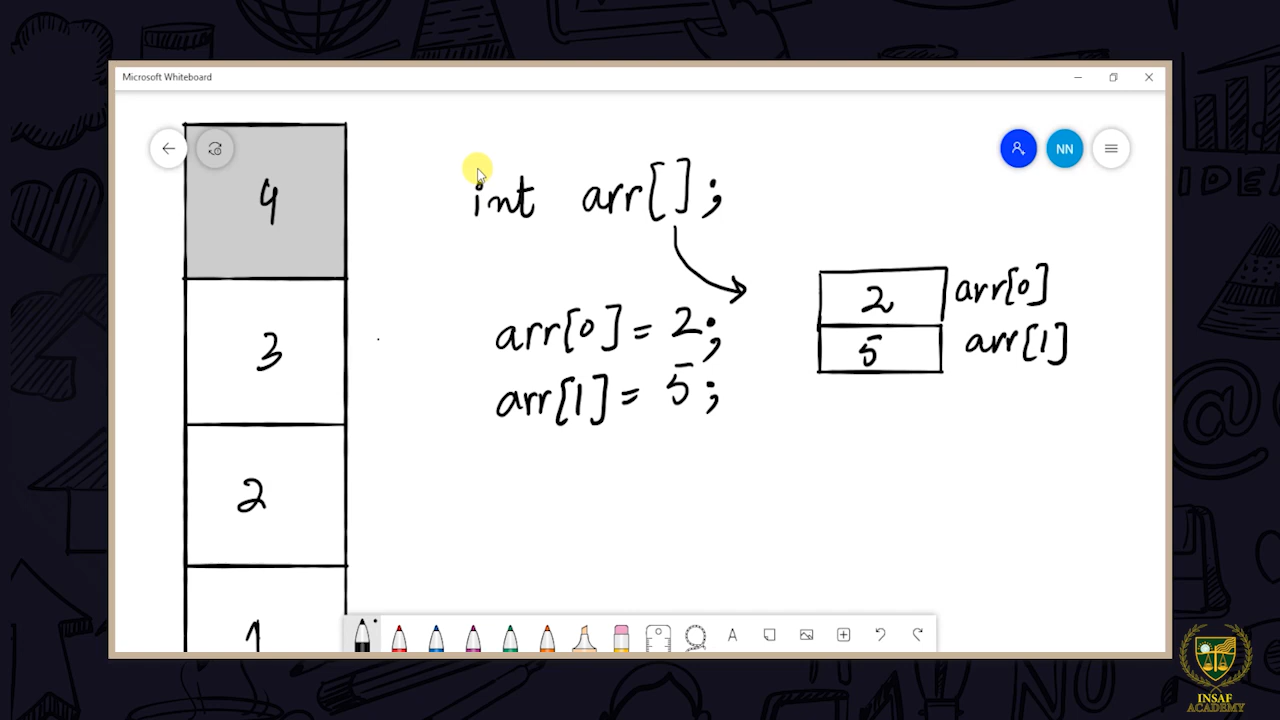 Microsoft Whiteboard
NN
4
3
2
1
int arr[];
arr[0] = 2;
arr[1] = 5;
2 arr[0]
5 arr[1]
A
IDEA
@
INSAF
ACADEMY